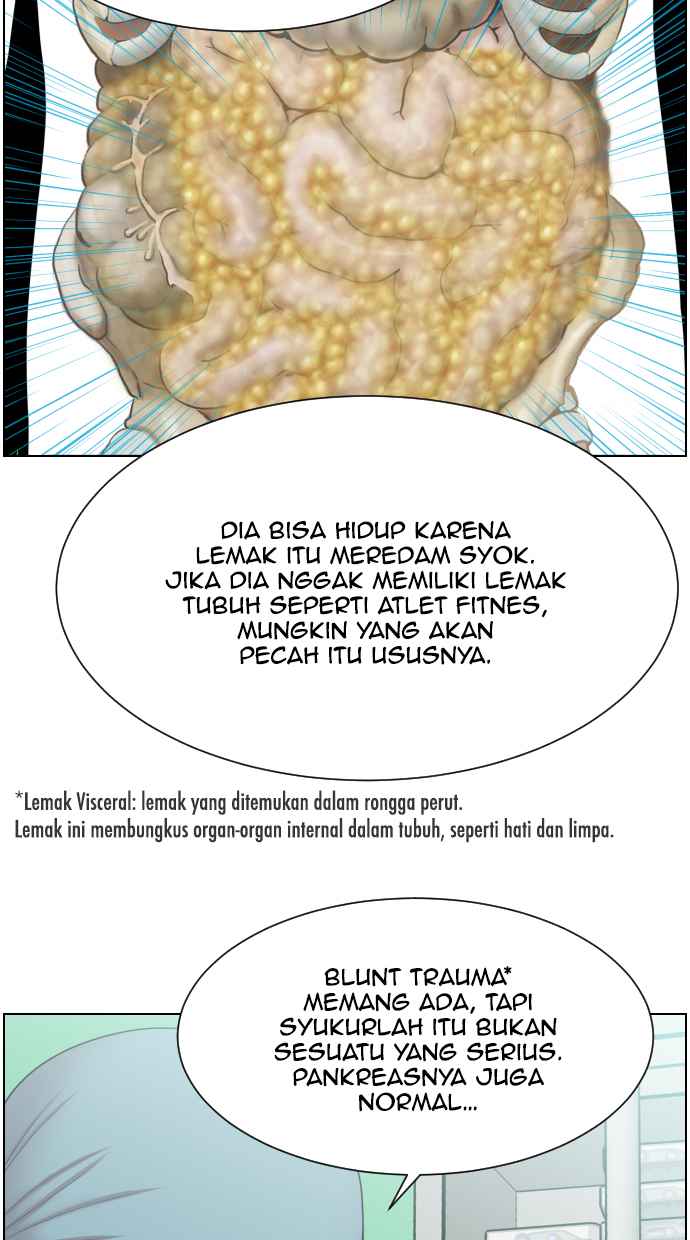 DIA BISA HIDUP KARENA
LEMAK ITU MEREDAM SYOK.
JIKA DIA NGGAK MEMILIKI LEMAK
TUBUH SEPERTI ATLET FITNES,
MUNGKIN YANG AKAN
PECAH ITU USUSNYA.
*Lemak Visceral: lemak yang ditemukan dalam rongga perut.
Lemak ini membungkus organ-organ internal dalam tubuh, seperti hati dan limpa.
BLUNT TRAUMA*
MEMANG ADA, TAPI
SYUKURLAH ITU BUKAN
SESUATU YANG SERIUS.
PANKREASNYA JUGA
NORMAL...